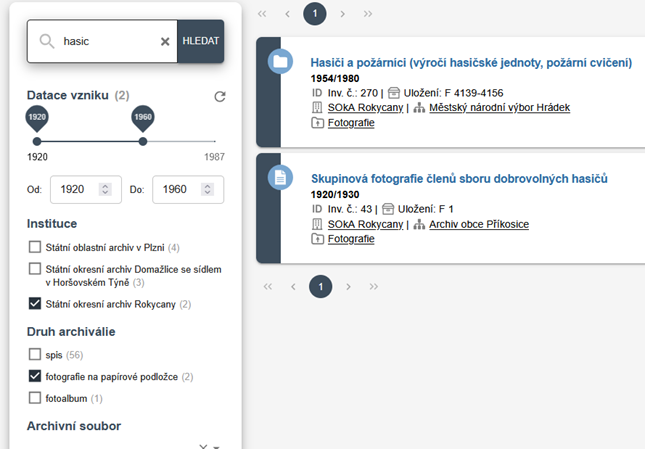 hasic
HLEDAT
Datace vzniku (2)
1920
1960
1920
1987
Od: 1920 Do: 1960
Instituce
Státní oblastní archiv v Plzni (4)
Státní okresní archiv Domažlice se sídlem
v Horšovském Týně (3)
Státní okresní archiv Rokycany (2)
Druh archiválie
spis (56)
fotografie na papírové podložce (2)
fotoalbum (1)
Archivní soubor
1
Hasiči a požárníci (výročí hasičské jednoty, požární cvičení)
1954/1980
ID Inv. č.: 270 | Uložení: F 4139-4156
SOkA Rokycany | Městský národní výbor Hrádek
Fotografie
Skupinová fotografie členů sboru dobrovolných hasičů
1920/1930
ID Inv. č.: 43 | Uložení: F 1
SOkA Rokycany | Archiv obce Příkosice
Fotografie
1